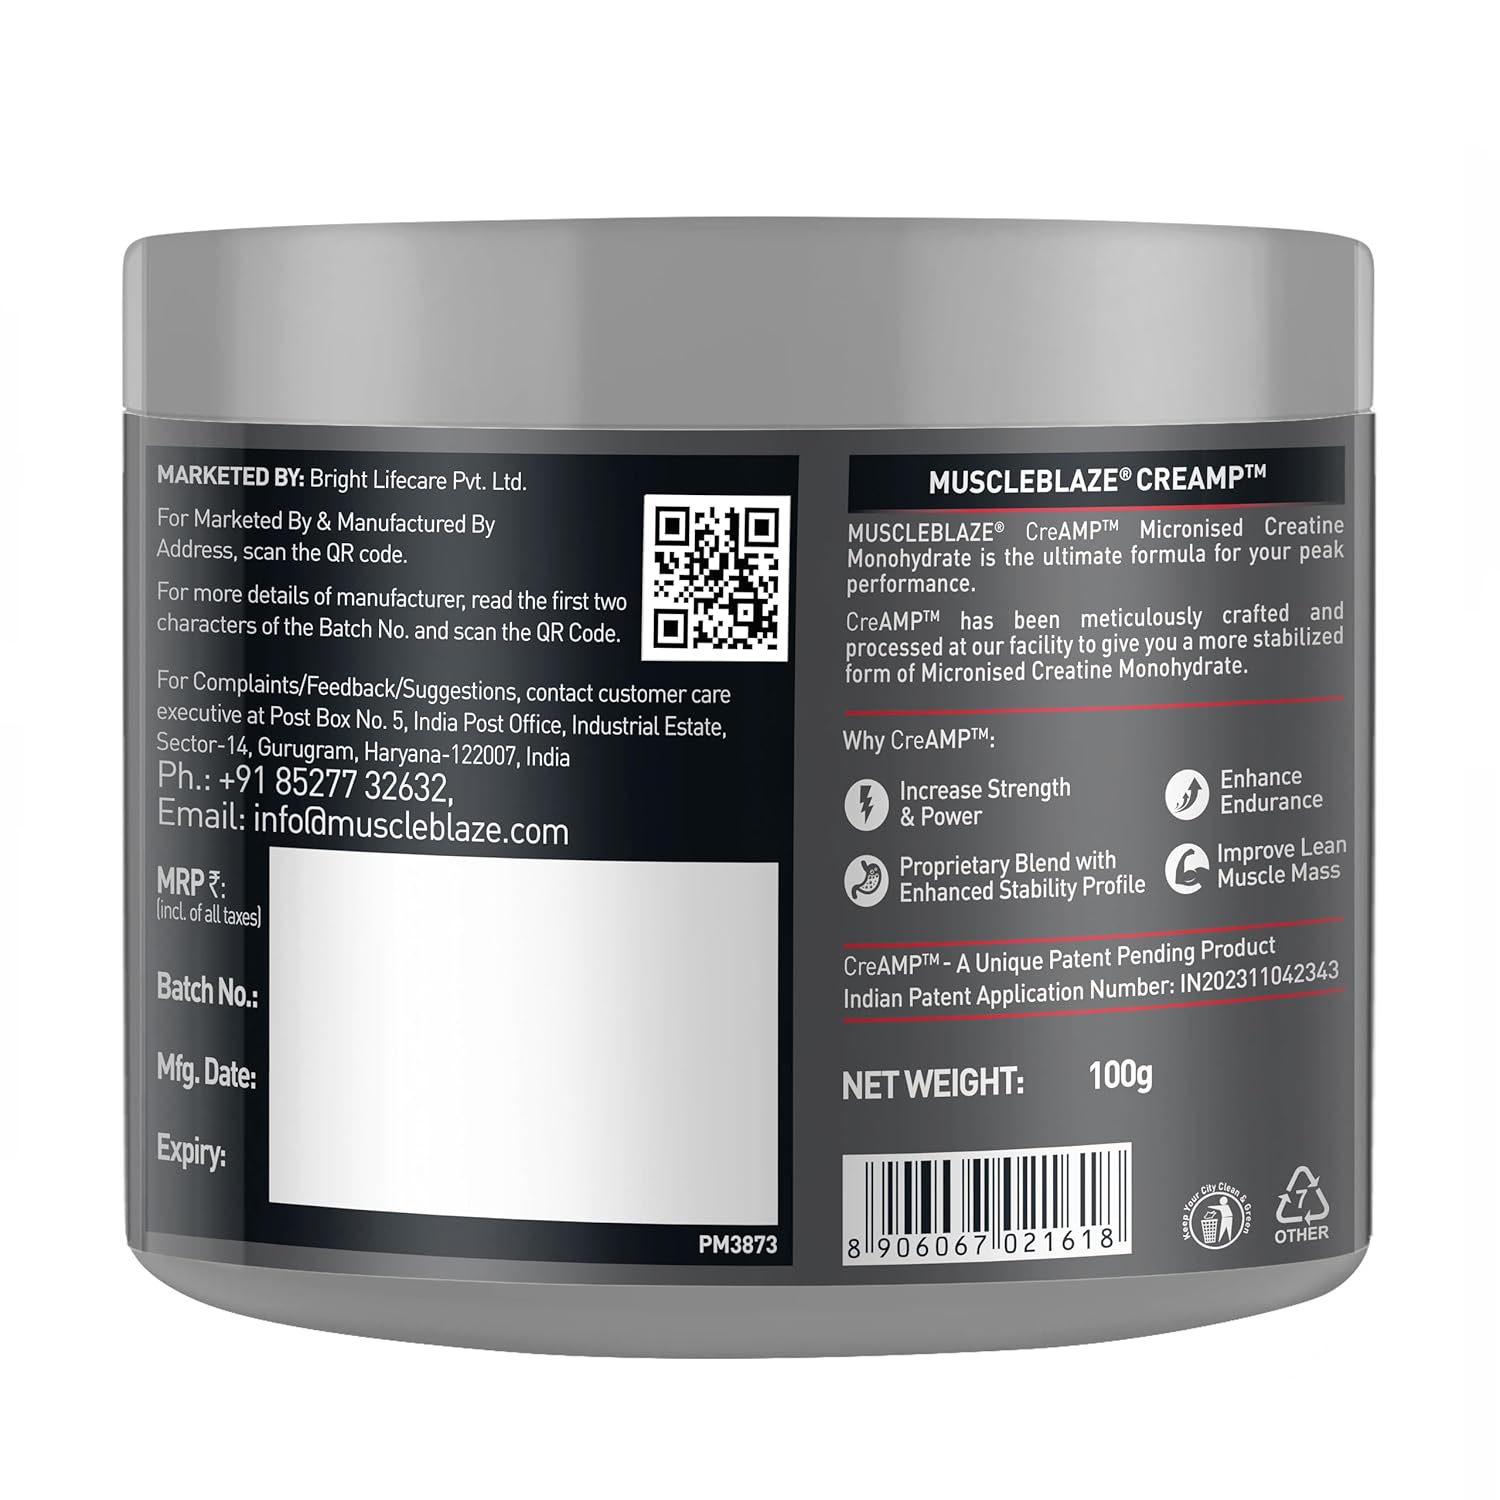 MARKETED BY: Bright Lifecare Pvt. Ltd.
For Marketed By & Manufactured By
Address, scan the QR code.
For more details of manufacturer, read the first two
characters of the Batch No. and scan the QR Code.
For Complaints/Feedback/Suggestions, contact customer care
executive at Post Box No. 5, India Post Office, Industrial Estate,
Sector-14, Gurugram, Haryana-122007, India
Ph.: +91 85277 32632,
Email: info@muscleblaze.com
MRP ₹:
(incl. of all taxes)
Batch No.:
Mfg. Date:
Expiry:
PM3873
MUSCLEBLAZE® CREAMP™
MUSCLEBLAZE® CreAMP™ Micronised Creatine
Monohydrate is the ultimate formula for your peak
performance.
CreAMP™ has been meticulously crafted and
processed at our facility to give you a more stabilized
form of Micronised Creatine Monohydrate.
Why CreAMP™:
Increase Strength
& Power
Enhance
Endurance
Proprietary Blend with
Enhanced Stability Profile
Improve Lean
Muscle Mass
CreAMP™ - A Unique Patent Pending Product
Indian Patent Application Number: IN202311042343
NET WEIGHT: 100g
8 906067 021618
Keep Your City Clean & Green
7
OTHER